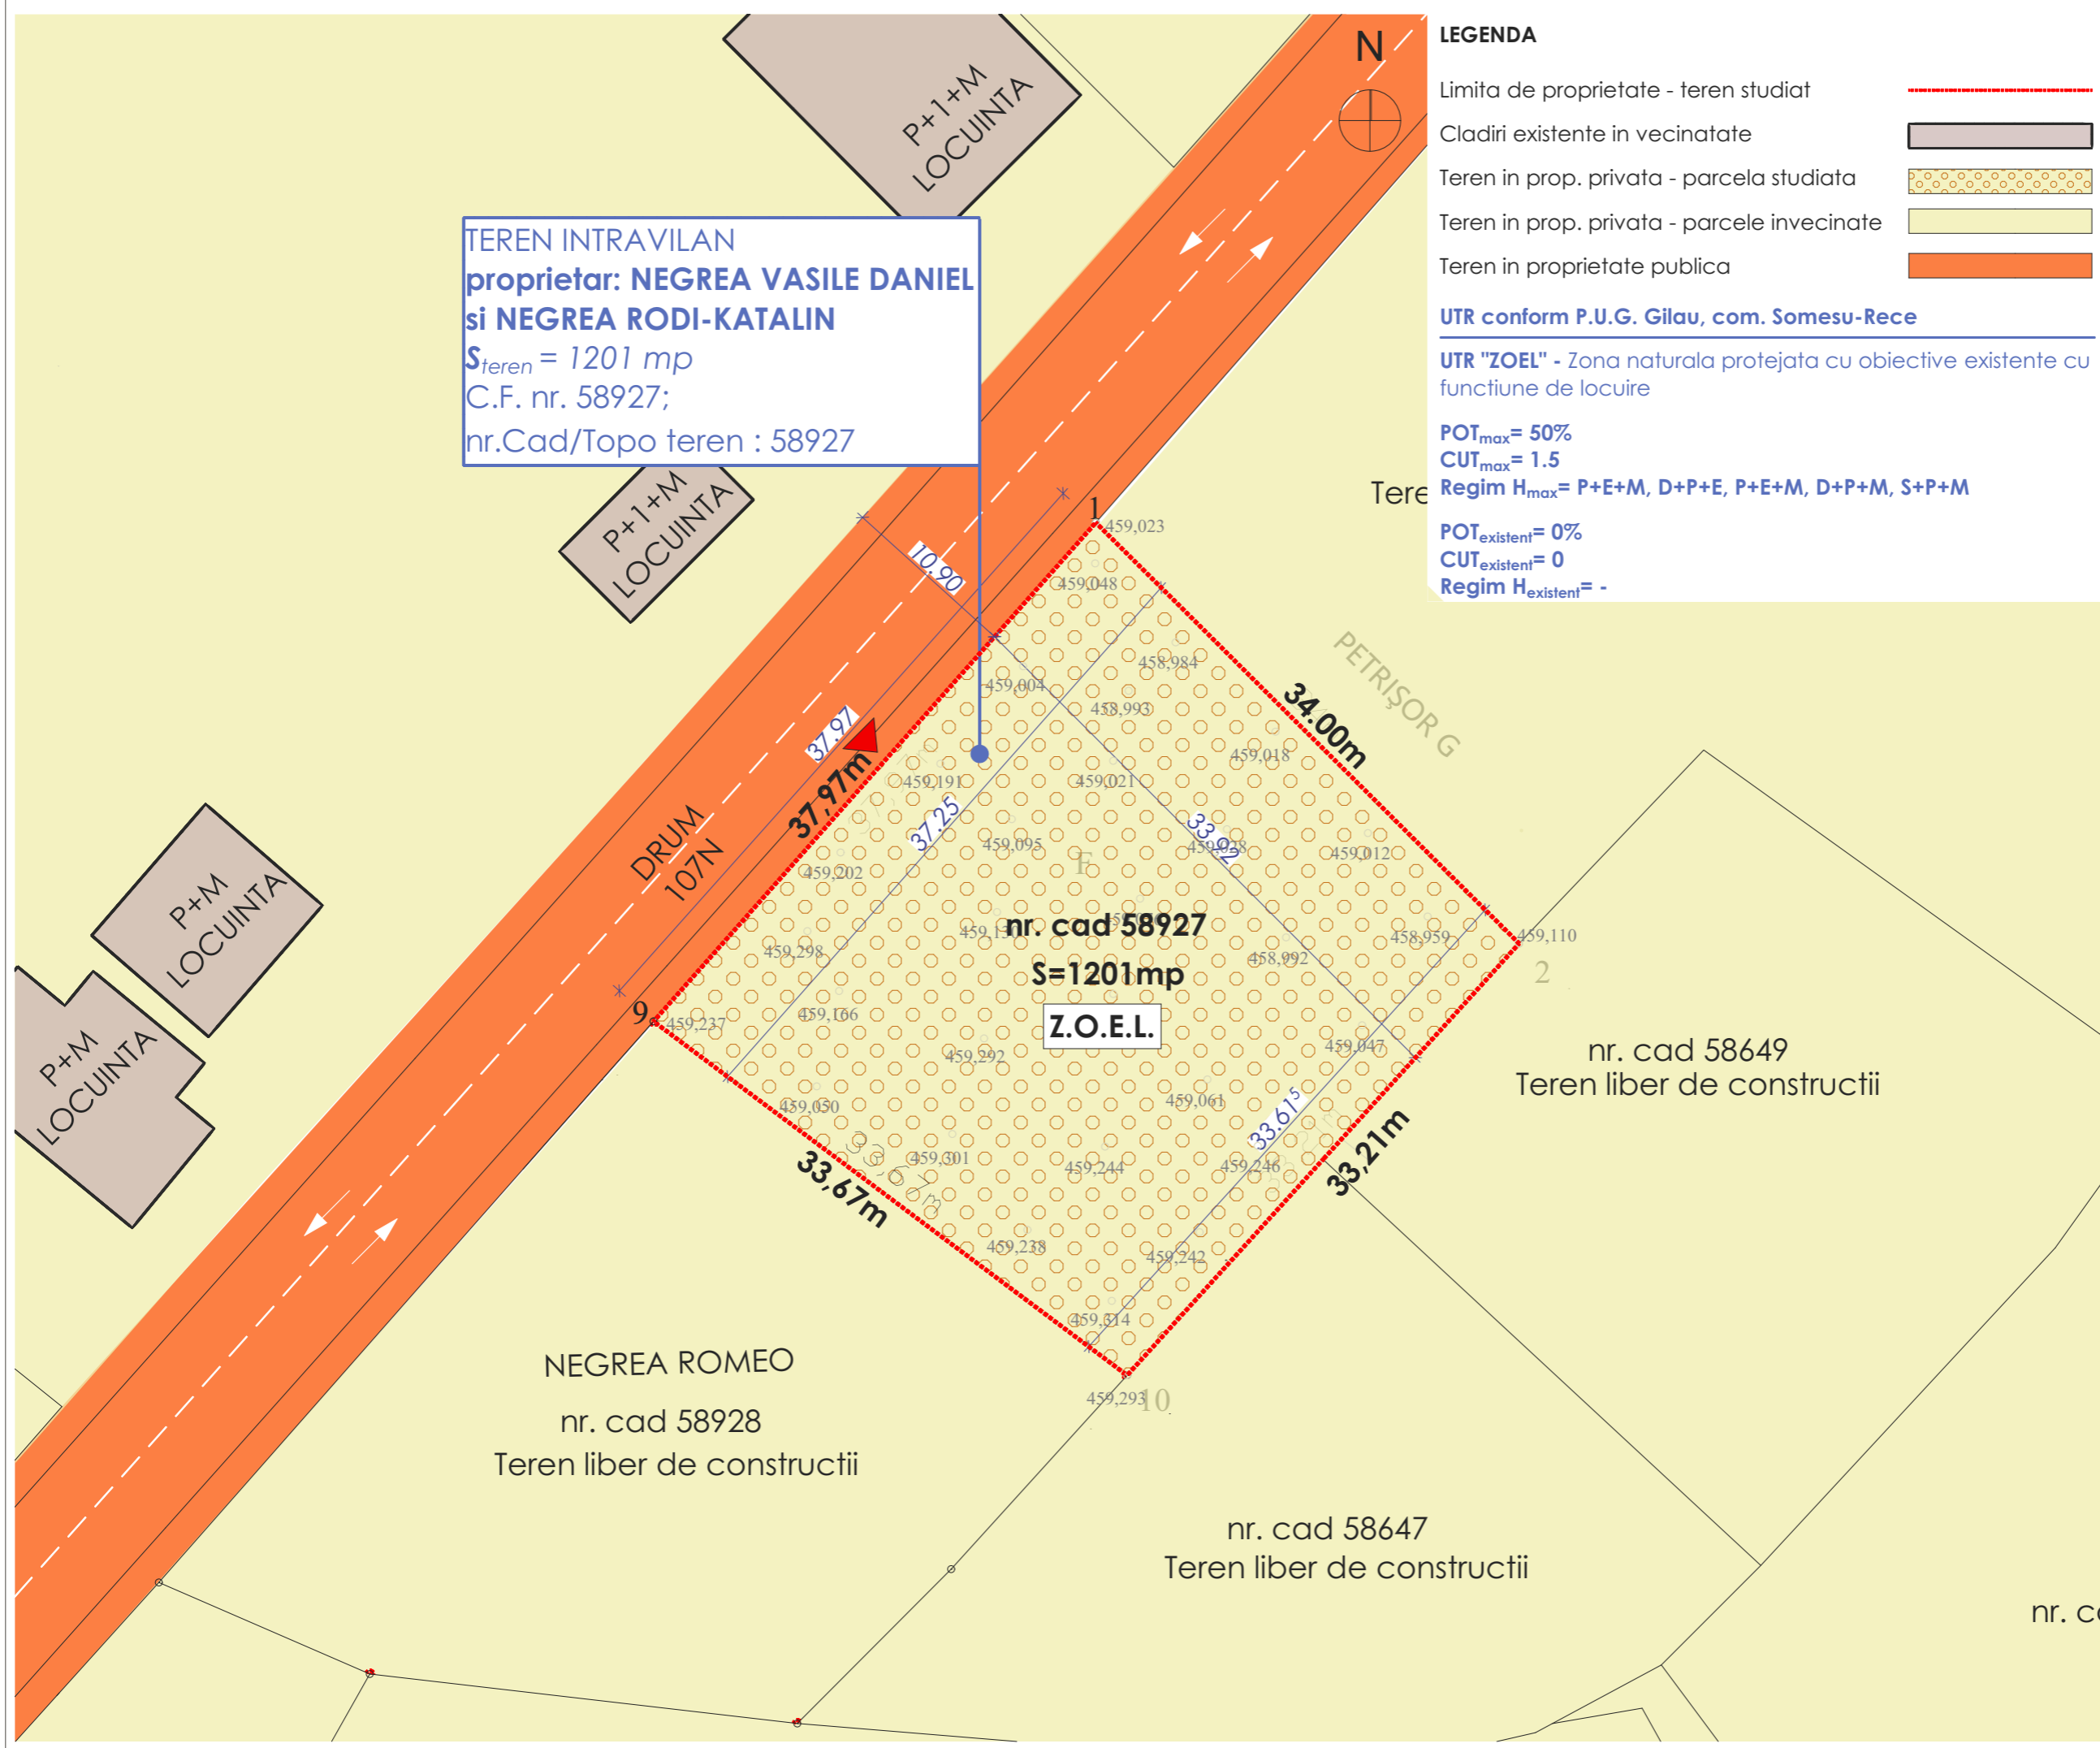 N
LEGENDA
Limita de proprietate - teren studiat
Cladiri existente in vecinatate
Teren in prop. privata - parcela studiata
Teren in prop. privata - parcele invecinate
Teren in proprietate publica
UTR conform P.U.G. Gilau, com. Somesu-Rece
UTR "ZOEL" - Zona naturala protejata cu obiective existente cu
functiune de locuire
POTmax= 50%
CUTmax= 1.5
Regim Hmax= P+E+M, D+P+E, P+E+M, D+P+M, S+P+M
POTexistent= 0%
CUTexistent= 0
Regim Hexistent= -
P+1+M
LOCUINTA
TEREN INTRAVILAN
proprietar: NEGREA VASILE DANIEL
si NEGREA RODI-KATALIN
Steren = 1201 mp
C.F. nr. 58927;
nr.Cad/Topo teren : 58927
P+1+M
LOCUINTA
Tere
1
459,023
10.90
459,048
458,984
PETRIȘOR G
459,004
458,993
34.00m
37.97
37,97m
459,018
459,191
459,021
37.25
33.92
459,095
459,028
459,012
DRUM
107N
459,202
F
P+M
LOCUINTA
nr. cad 58927
459,298
458,992
458,959
459,110
2
S=1201mp
9
459,237
459,166
Z.O.E.L.
459,292
459,047
nr. cad 58649
Teren liber de constructii
P+M
LOCUINTA
459,050
459,061
33.61⁵
33,21m
33,67m
33,67m
459,301
459,244
459,246
459,238
459,242
459,314
459,293
10
NEGREA ROMEO
nr. cad 58928
Teren liber de constructii
nr. cad 58647
Teren liber de constructii
nr. c